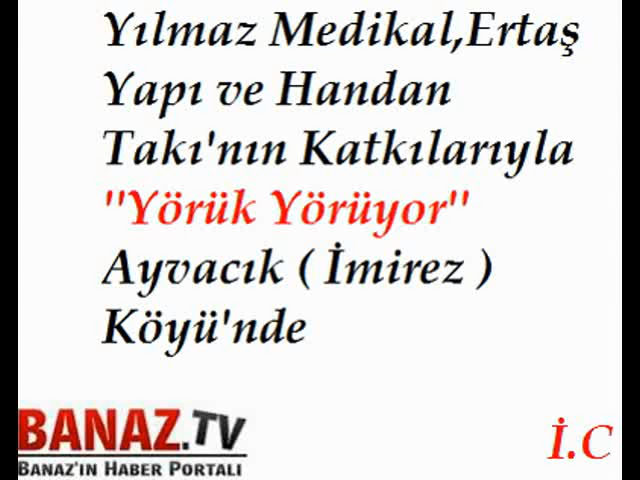 Yılmaz Medikal,Ertaş
Yapı ve Handan
Takı'nın Katkılarıyla
''Yörük Yörüyor''
Ayvacık ( İmirez )
Köyü'nde
BANAZ.TV
BANAZ'IN HABER PORTALI
İ.C